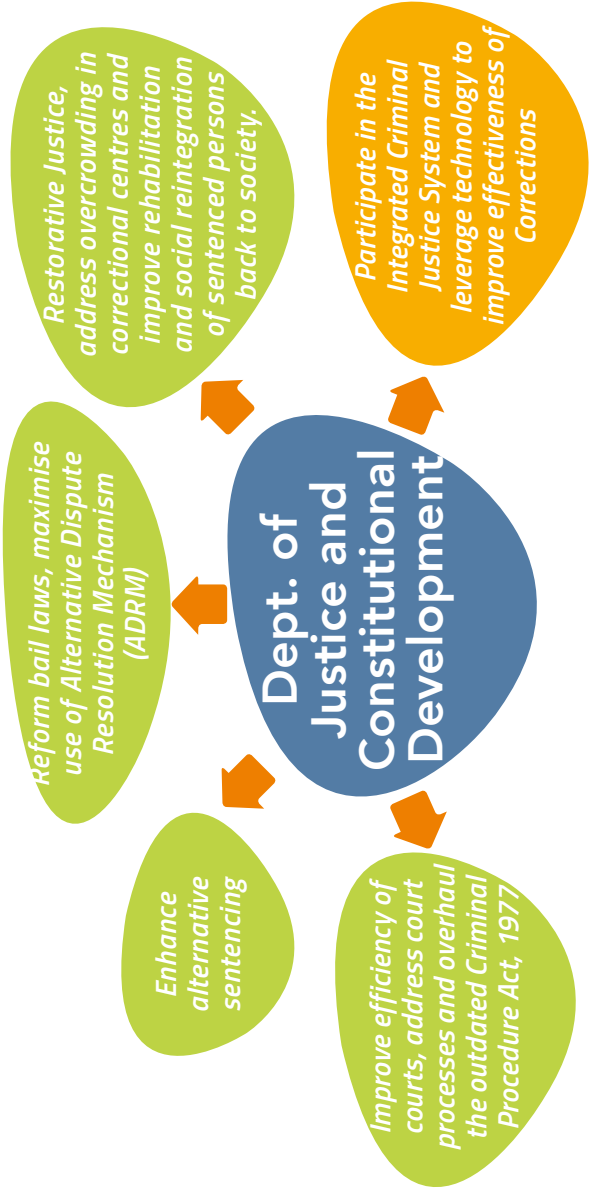 Dept. of
Justice and
Constitutional
Development
Improve efficiency of
courts, address court
processes and overhaul
the outdated Criminal
Procedure Act, 1977
Enhance
alternative
sentencing
Reform bail laws, maximise
use of Alternative Dispute
Resolution Mechanism
(ADRM)
Restorative Justice,
address overcrowding in
correctional centres and
improve rehabilitation
and social reintegration
of sentenced persons
back to society,
Participate in the
Integrated Criminal
Justice System and
leverage technology to
improve effectiveness of
Corrections